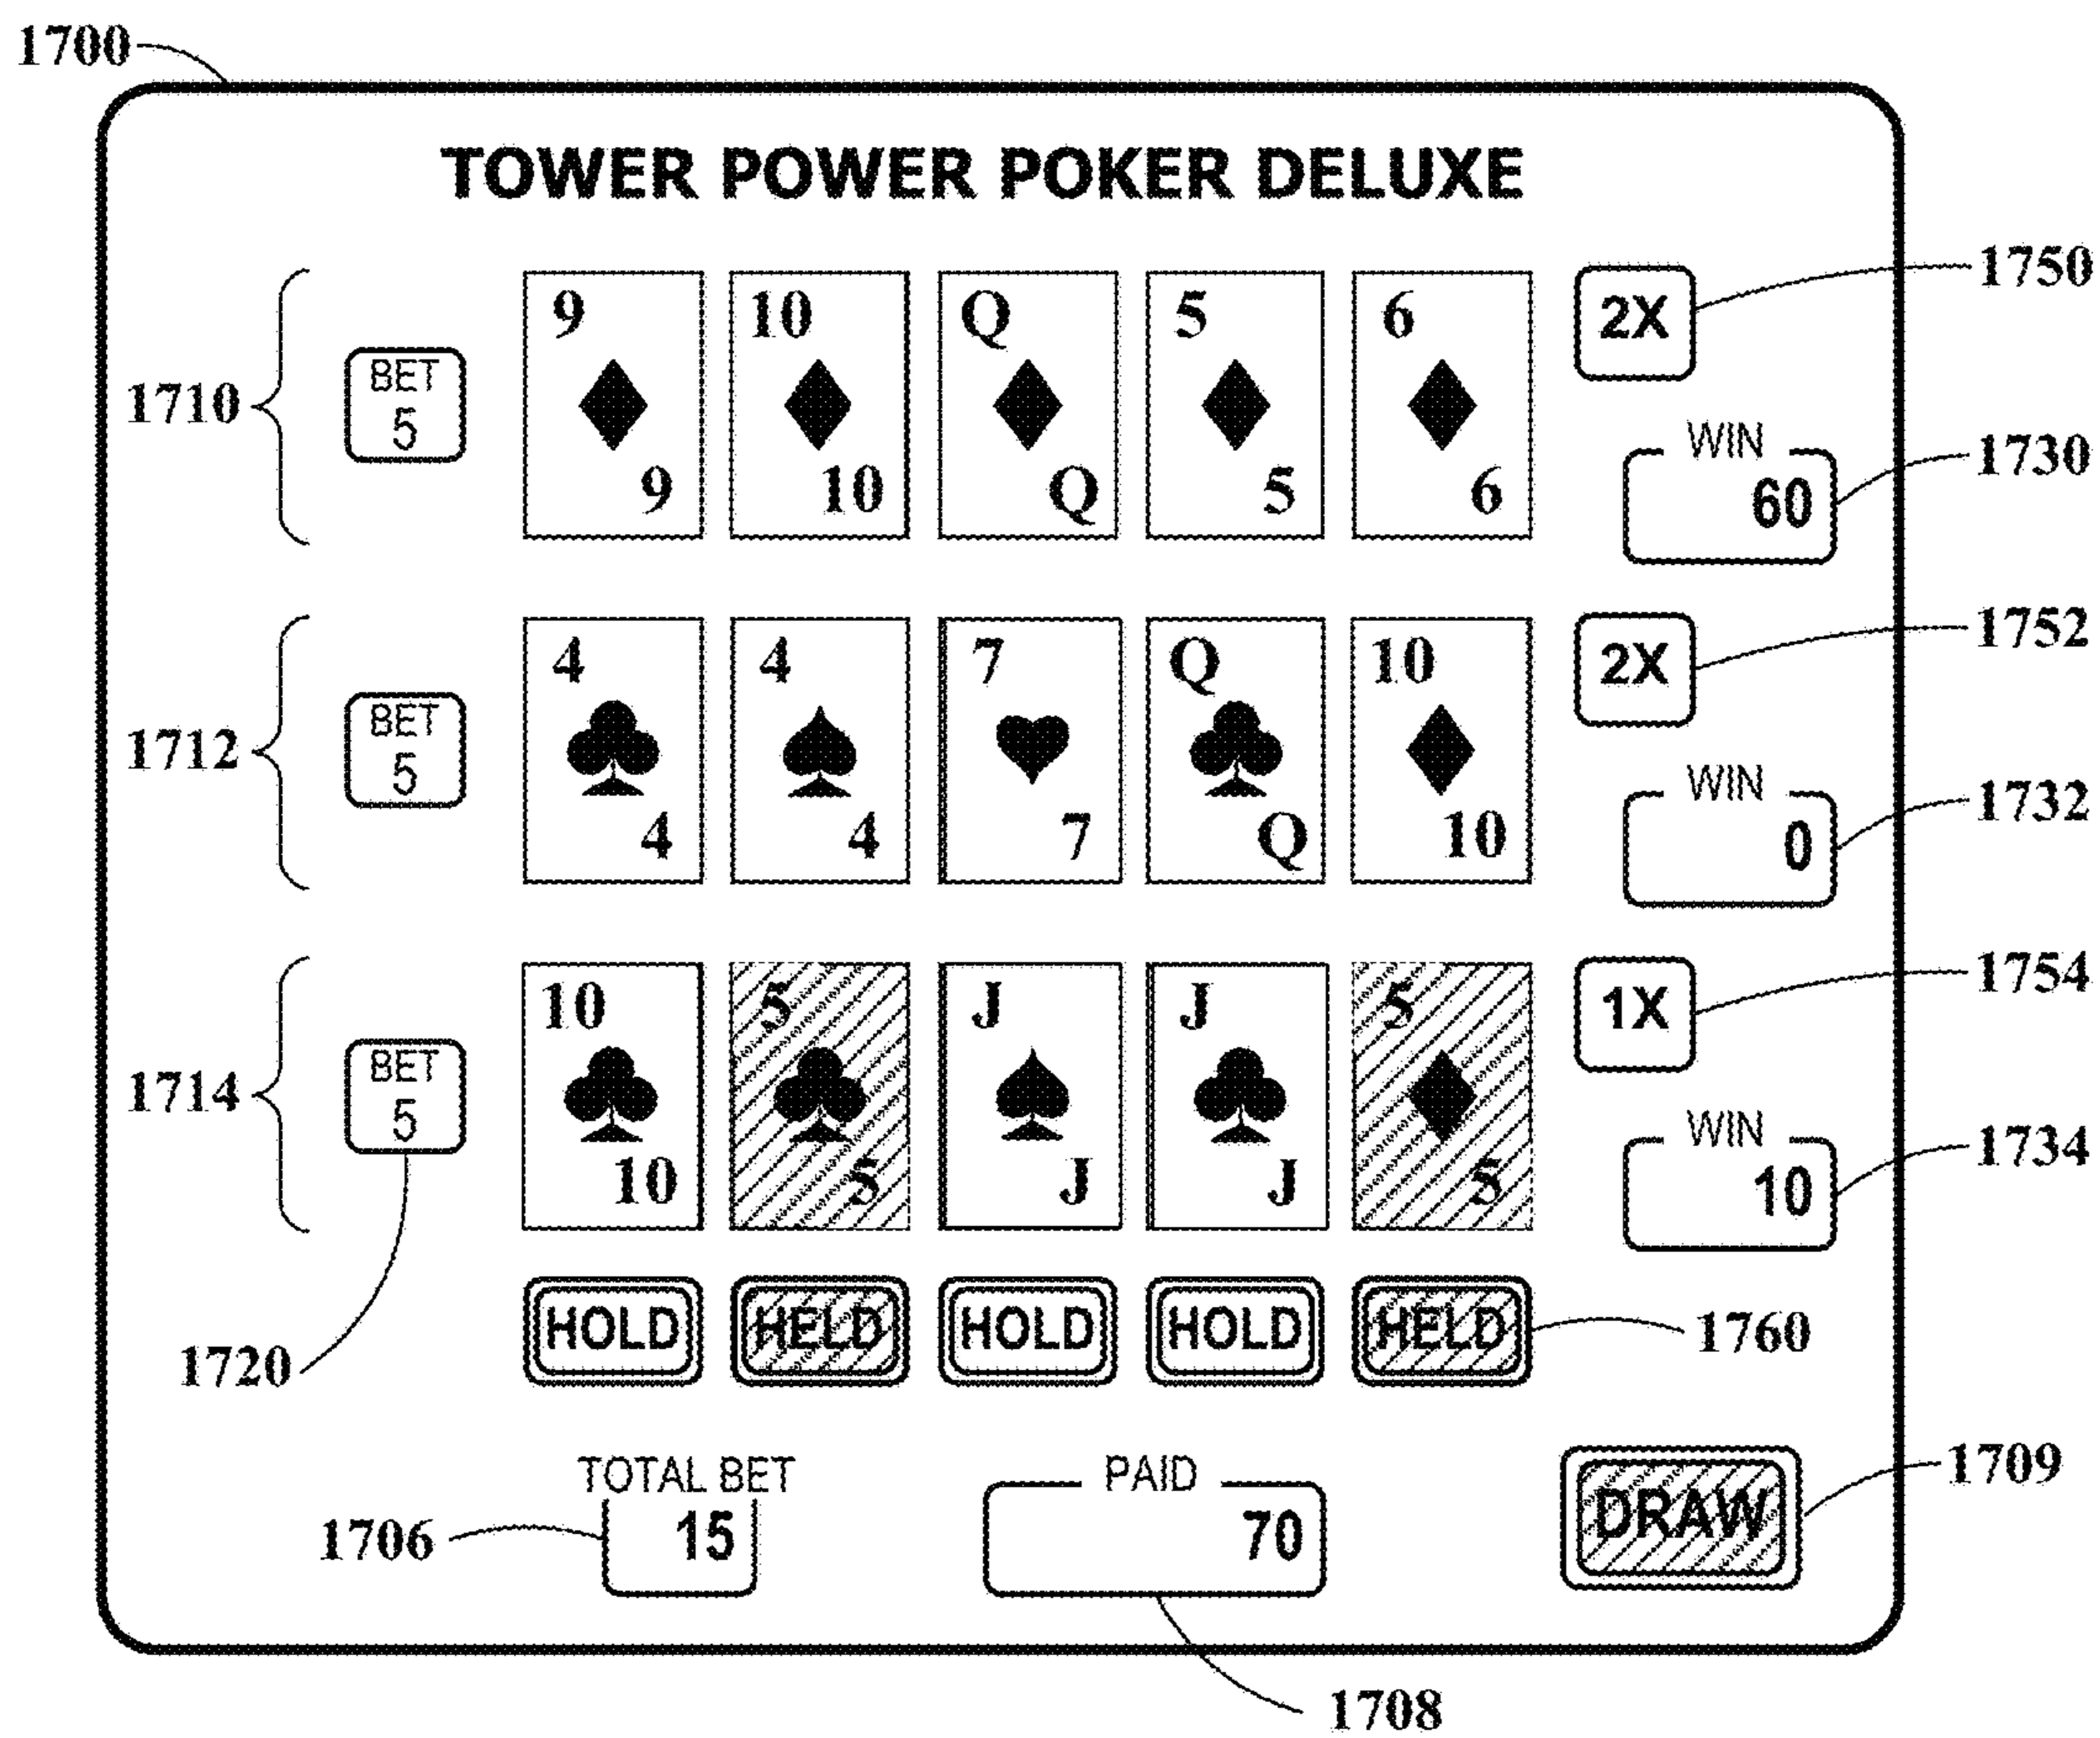 1700
TOWER POWER POKER DELUXE
1710
BET
5
9 9
10 10
Q Q
5 5
6 6
2X
1750
WIN
60
1730
1712
BET
5
4 4
4 4
7 7
Q Q
10 10
2X
1752
WIN
0
1732
1714
BET
5
10 10
5 5
J J
J J
5 5
1X
1754
WIN
10
1734
1720
HOLD HELD HOLD HOLD HELD
1760
TOTAL BET
15
1706
PAID
70
1708
DRAW
1709